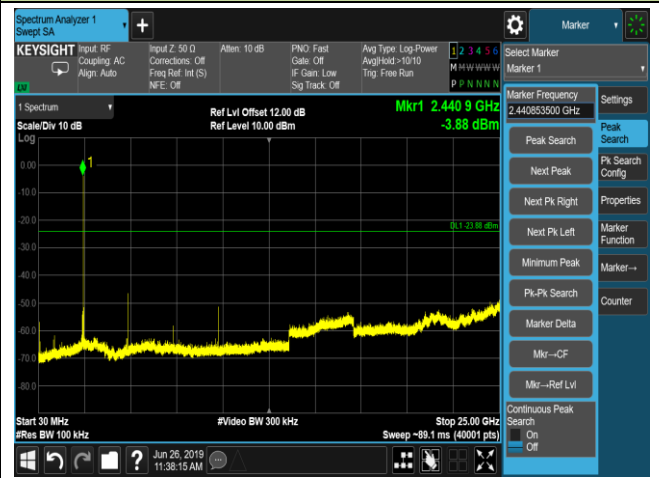 Spectrum Analyzer 1
Swept SA
Marker
KEYSIGHT
Input: RF
Coupling: AC
Align: Auto
Input Z: 50 Ω
Corrections: Off
Freq Ref: Int (S)
NFE: Off
Atten: 10 dB
PNO: Fast
Gate: Off
IF Gain: Low
Sig Track: Off
Avg Type: Log-Power
Avg|Hold:>10/10
Trig: Free Run
1 2 3 4 5 6
M W W W W W
P P N N N N
Select Marker
Marker 1
LXI
1 Spectrum
Scale/Div 10 dB
Log
Ref Lvl Offset 12.00 dB
Ref Level 10.00 dBm
Mkr1 2.440 9 GHz
-3.88 dBm
1
0.00
-10.0
-20.0
DL1 -23.88 dBm
-30.0
-40.0
-50.0
-60.0
-70.0
-80.0
Start 30 MHz
#Res BW 100 kHz
#Video BW 300 kHz
Stop 25.00 GHz
Sweep ~89.1 ms (40001 pts)
Marker Frequency
2.440853500 GHz
Peak Search
Next Peak
Next Pk Right
Next Pk Left
Minimum Peak
Pk-Pk Search
Marker Delta
Mkr→CF
Mkr→Ref Lvl
Continuous Peak
Search
On
Off
Settings
Peak
Search
Pk Search
Config
Properties
Marker
Function
Marker→
Counter
Jun 26, 2019
11:38:15 AM